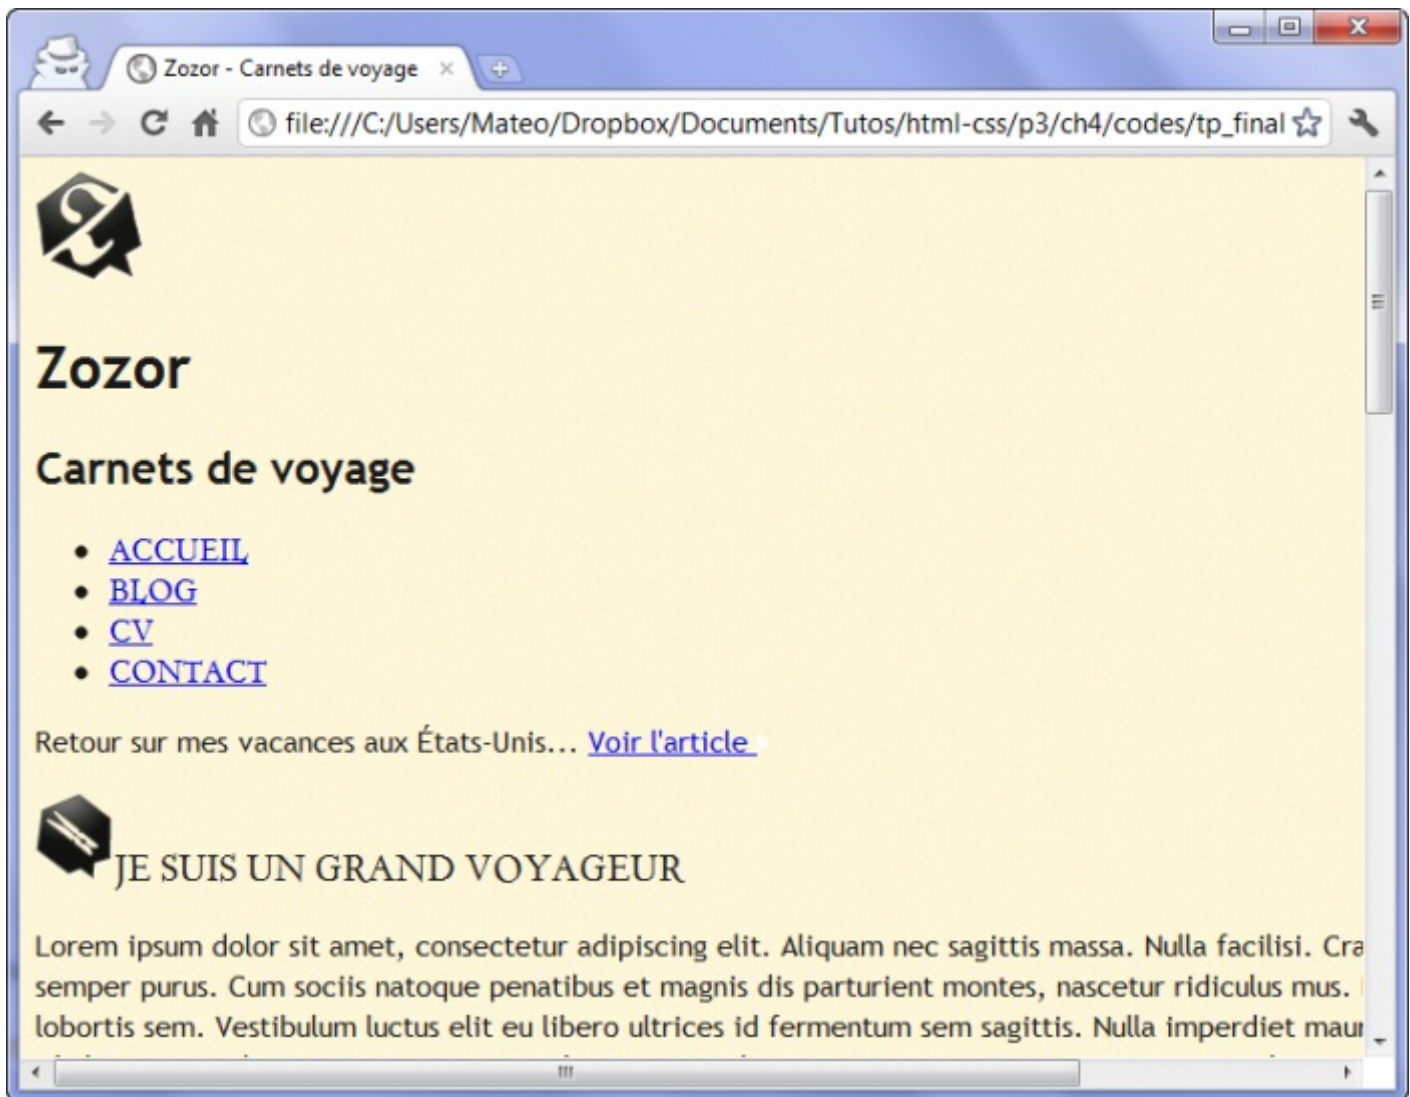 Zozor - Carnets de voyage
file:///C:/Users/Mateo/Dropbox/Documents/Tutos/html-css/p3/ch4/codes/tp_final
Zozor
Carnets de voyage
ACCUEIL
BLOG
CV
CONTACT
Retour sur mes vacances aux États-Unis... Voir l'article
JE SUIS UN GRAND VOYAGEUR
Lorem ipsum dolor sit amet, consectetur adipiscing elit. Aliquam nec sagittis massa. Nulla facilisi. Cra
semper purus. Cum sociis natoque penatibus et magnis dis parturient montes, nascetur ridiculus mus.
lobortis sem. Vestibulum luctus elit eu libero ultrices id fermentum sem sagittis. Nulla imperdiet maur